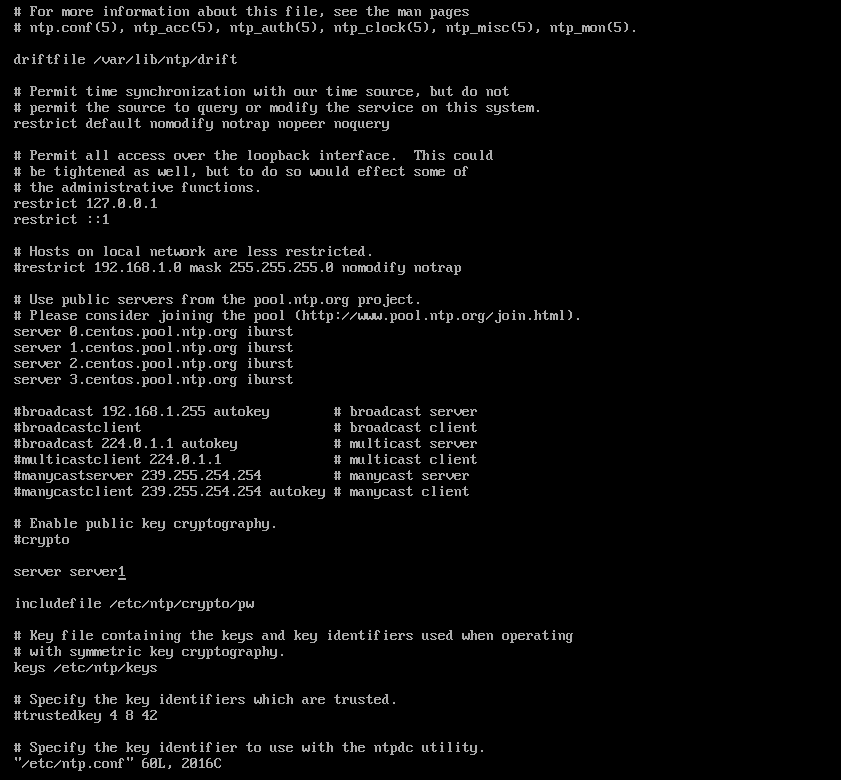 # For more information about this file, see the man pages
# ntp.conf(5), ntp_acc(5), ntp_auth(5), ntp_clock(5), ntp_misc(5), ntp_mon(5).
driftfile /var/lib/ntp/drift
# Permit time synchronization with our time source, but do not
# permit the source to query or modify the service on this system.
restrict default nomodify notrap nopeer noquery
# Permit all access over the loopback interface.  This could
# be tightened as well, but to do so would effect some of
# the administrative functions.
restrict 127.0.0.1
restrict ::1
# Hosts on local network are less restricted.
#restrict 192.168.1.0 mask 255.255.255.0 nomodify notrap
# Use public servers from the pool.ntp.org project.
# Please consider joining the pool (http://www.pool.ntp.org/join.html).
server 0.centos.pool.ntp.org iburst
server 1.centos.pool.ntp.org iburst
server 2.centos.pool.ntp.org iburst
server 3.centos.pool.ntp.org iburst
#broadcast 192.168.1.255 autokey        # broadcast server
#broadcastclient                        # broadcast client
#broadcast 224.0.1.1 autokey            # multicast server
#multicastclient 224.0.1.1              # multicast client
#manycastserver 239.255.254.254         # manycast server
#manycastclient 239.255.254.254 autokey # manycast client
# Enable public key cryptography.
#crypto
server server1
includefile /etc/ntp/crypto/pw
# Key file containing the keys and key identifiers used when operating
# with symmetric key cryptography.
keys /etc/ntp/keys
# Specify the key identifiers which are trusted.
#trustedkey 4 8 42
# Specify the key identifier to use with the ntpdc utility.
"/etc/ntp.conf" 60L, 2016C